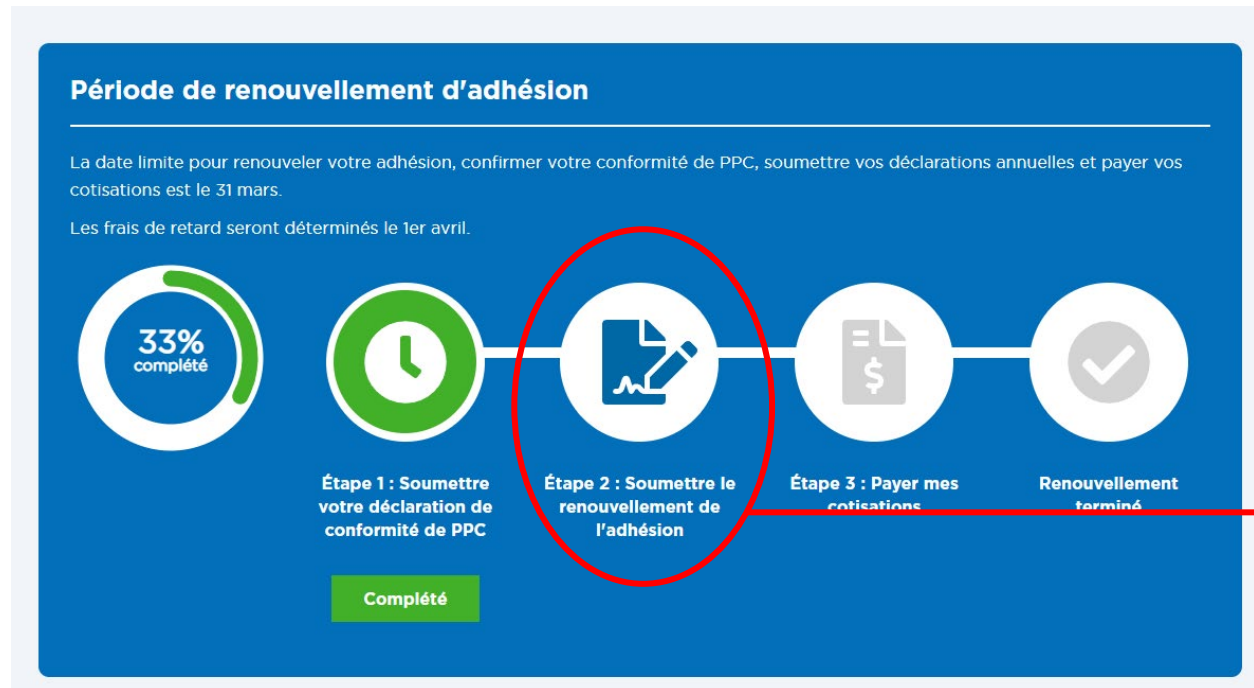 Période de renouvellement d'adhésion
La date limite pour renouveler votre adhésion, confirmer votre conformité de PPC, soumettre vos déclarations annuelles et payer vos
cotisations est le 31 mars.
Les frais de retard seront déterminés le 1er avril.
33%
complété
$
Étape 1 : Soumettre
votre déclaration de
conformité de PPC
Étape 2 : Soumettre le
renouvellement de
l'adhésion
Étape 3 : Payer mes
cotisations
Renouvellement
terminé
Complété